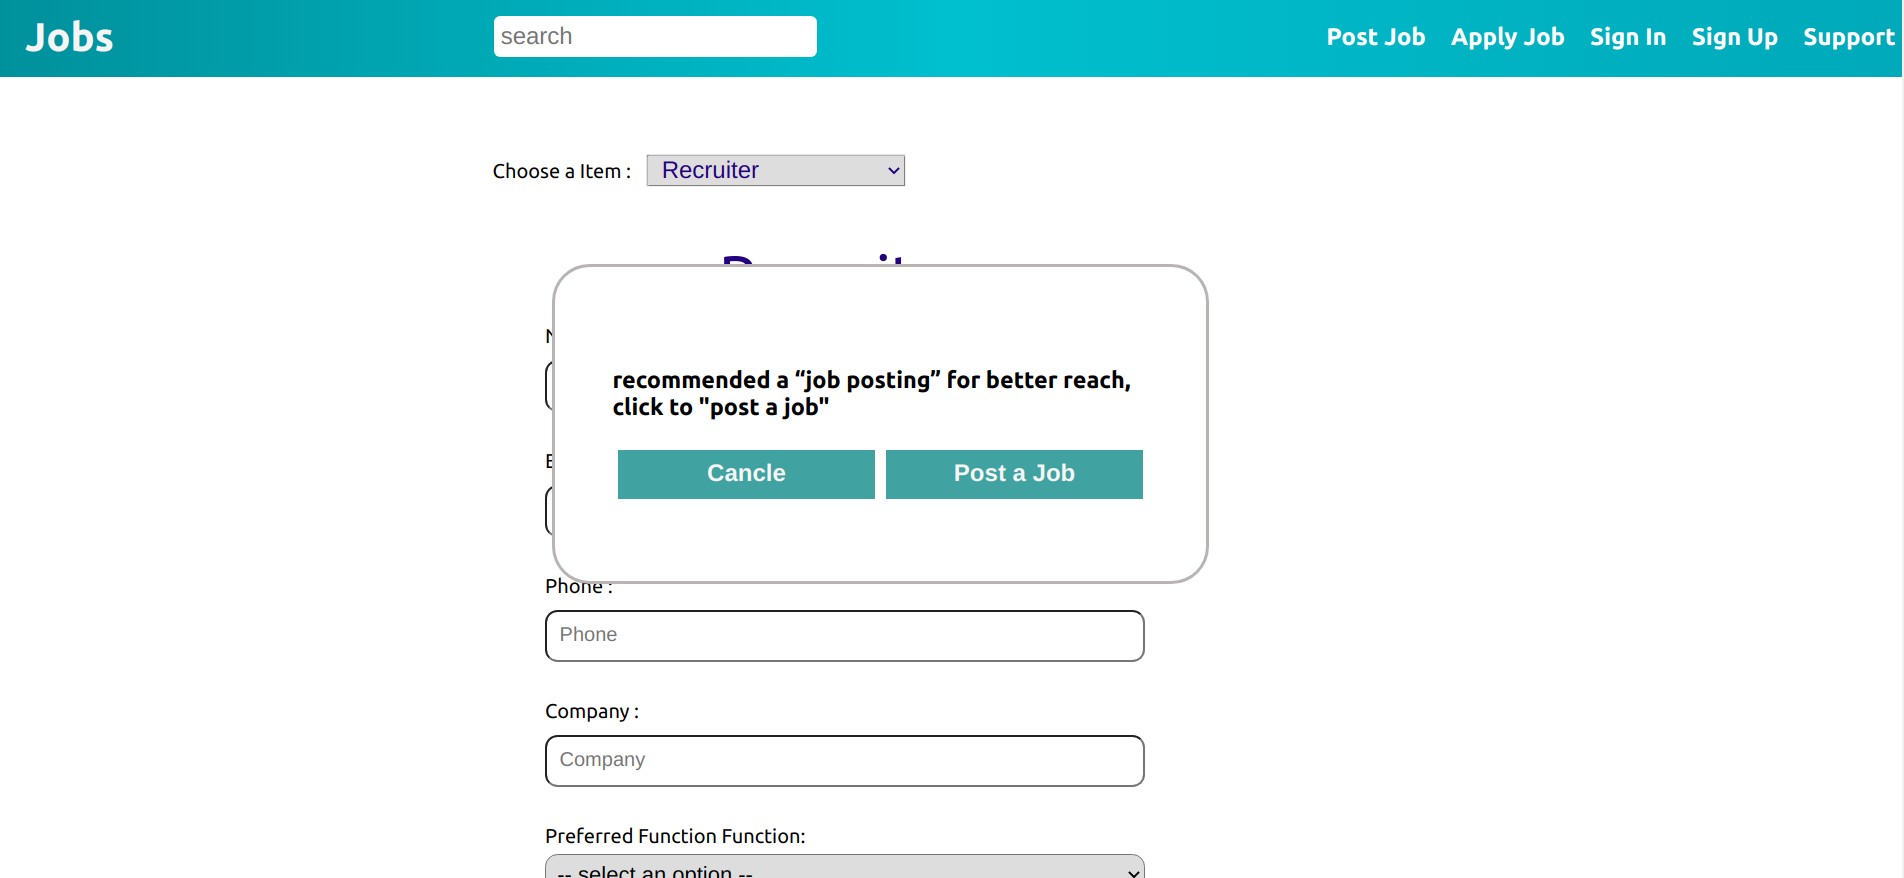 Jobs
search
Post Job Apply Job Sign In Sign Up Support
Choose a Item : Recruiter
recommended a “job posting” for better reach,
click to "post a job"
Cancle Post a Job
Phone :
Phone
Company :
Company
Preferred Function Function:
-- select an option --